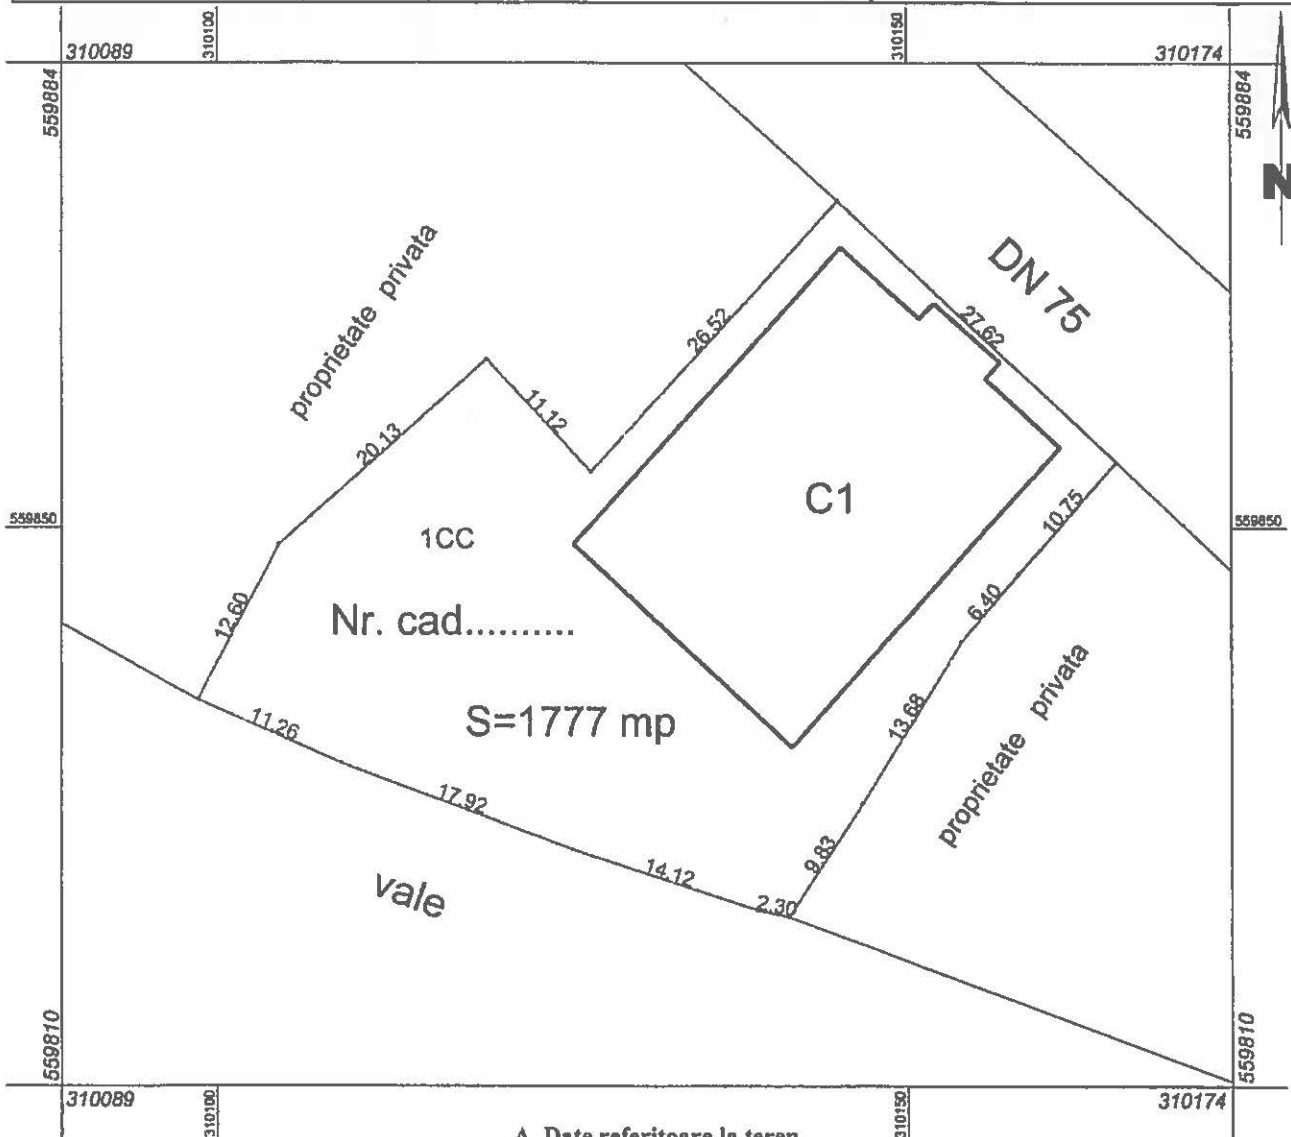 310100
310150
310089
310174
559884
559884
N
DN 75
proprietate privata
26.52
27.62
11.12
20.13
C1
10.75
559850
559850
1CC
6.40
12.60
Nr. cad..........
13.68
proprietate privata
11.26
S=1777 mp
17.92
9.83
14.12
vale
2.30
559810
559810
310089
310174
310100
310150
A. Date referitoare la teren